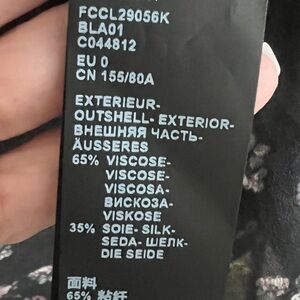 FCCL29056K
BLA01
C044812
EU 0
CN 155/80A
EXTERIEUR-
OUTSHELL- EXTERIOR-
ВНЕШНЯЯ ЧАСТЬ-
ÄUSSERES
65% VISCOSE-
VISCOSE-
VISCOSA-
ВИСКОЗА-
VISKOSE
35% SOIE- SILK-
SEDA- ШЕЛК-
DIE SEIDE
面料
65% 粘纤